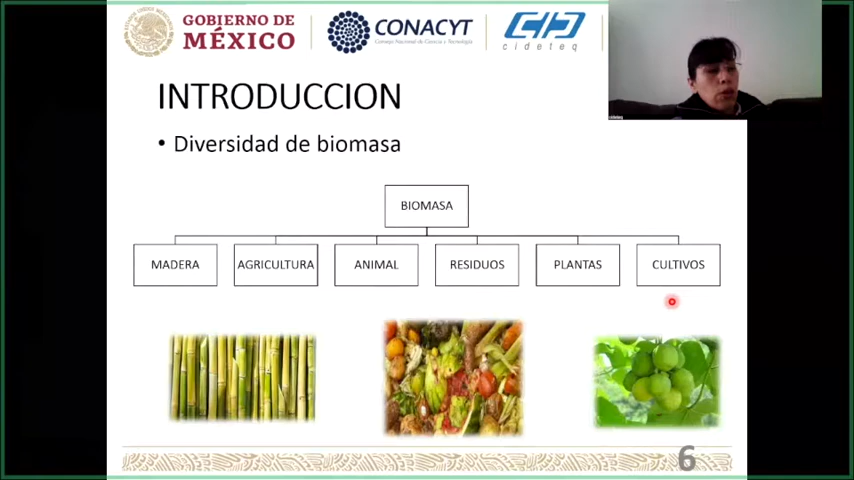 GOBIERNO DE
MÉXICO
CONACYT
Consejo Nacional de Ciencia y Tecnología
cideteq
INTRODUCCION
• Diversidad de biomasa
BIOMASA
MADERA
AGRICULTURA
ANIMAL
RESIDUOS
PLANTAS
CULTIVOS
6